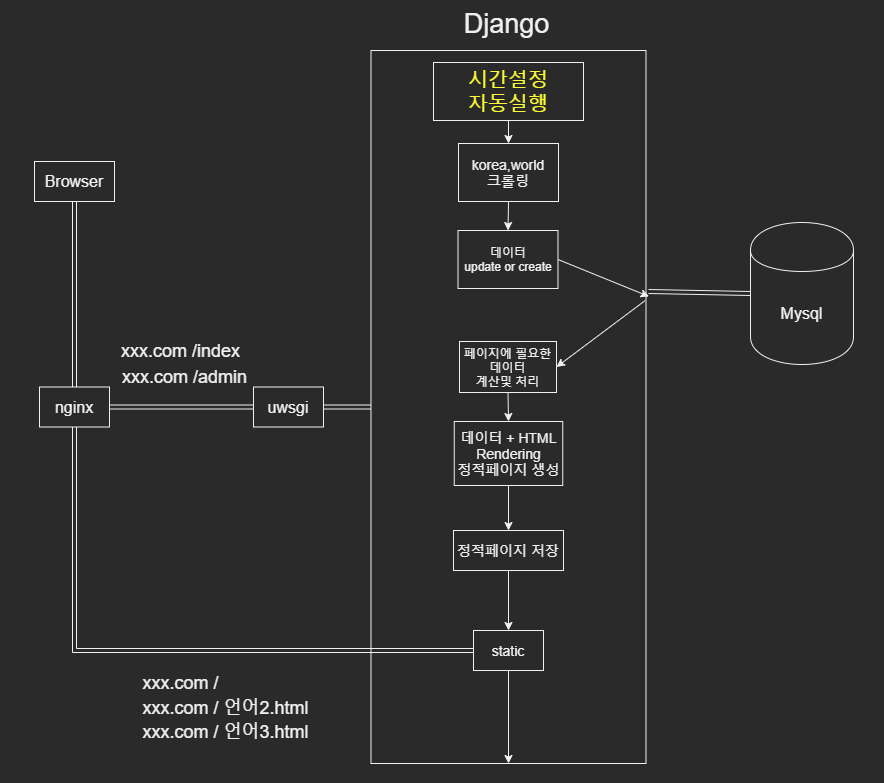 Django
시간설정
자동실행
korea,world
크롤링
Browser
데이터
update or create
Mysql
xxx.com /index
xxx.com /admin
페이지에 필요한
데이터
계산및 처리
nginx
uwsgi
데이터 + HTML
Rendering
정적페이지 생성
정적페이지 저장
static
xxx.com /
xxx.com / 언어2.html
xxx.com / 언어3.html